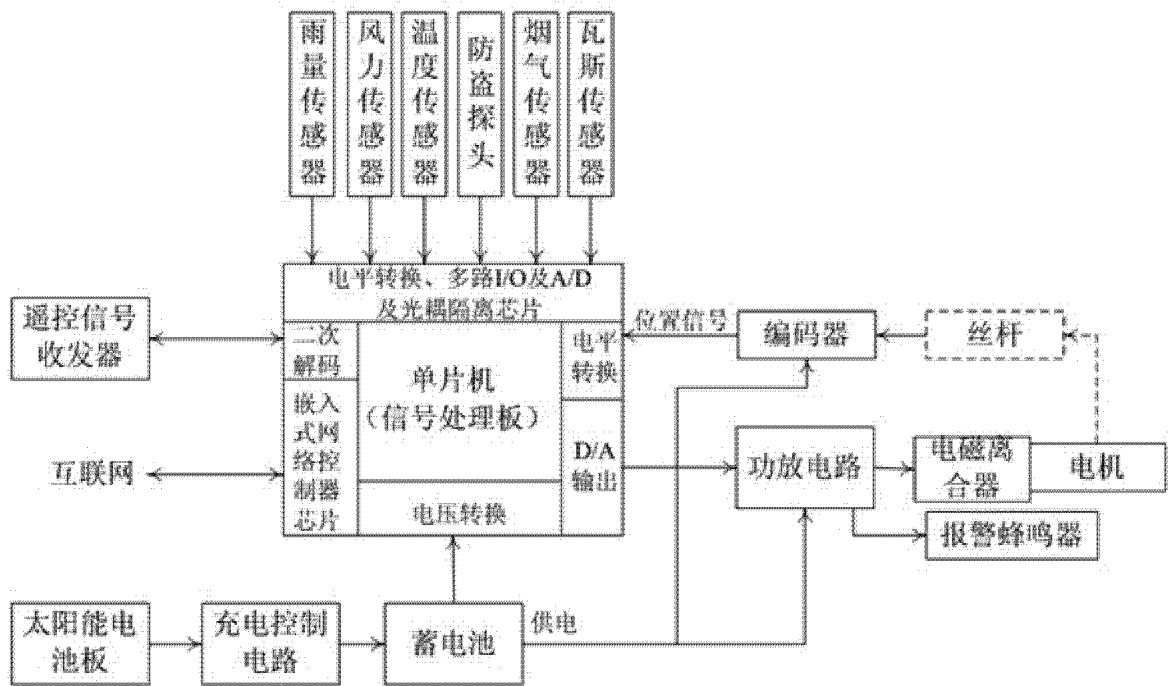 雨量传感器
风力传感器
温度传感器
防盗探头
烟气传感器
瓦斯传感器
电平转换、多路I/O及A/D
及光耦隔离芯片
遥控信号
收发器
二次
解码
单片机
（信号处理板）
电平
转换
位置信号
编码器
丝杆
互联网
嵌入
式网
络控
制器
芯片
D/A
输出
功放电路
电磁离
合器
电机
电压转换
报警蜂鸣器
太阳能电
池板
充电控制
电路
蓄电池
供电